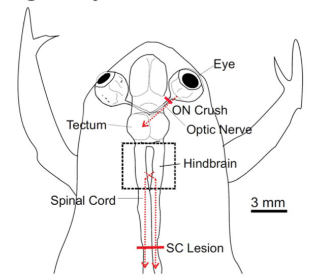 Eye
ON Crush
Tectum
Optic Nerve
Hindbrain
Spinal Cord
3 mm
SC Lesion